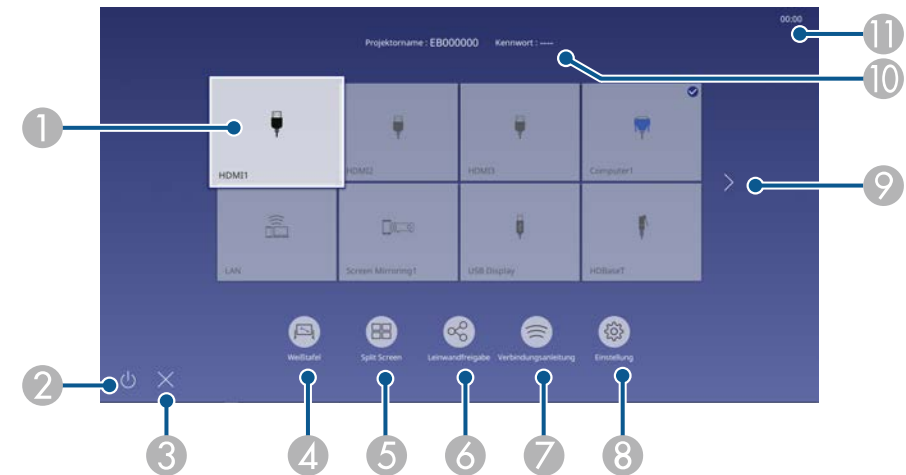 00:00
11
Projektorname : EB000000 Kennwort : ----
10
1
HDMI1
HDMI2
HDMI3
Computer1
9
LAN
Screen Mirroring1
USB Display
HDBaseT
Weißtafel
Split Screen
Leinwandfreigabe
Verbindungsanleitung
Einstellung
2
3
4
5
6
7
8